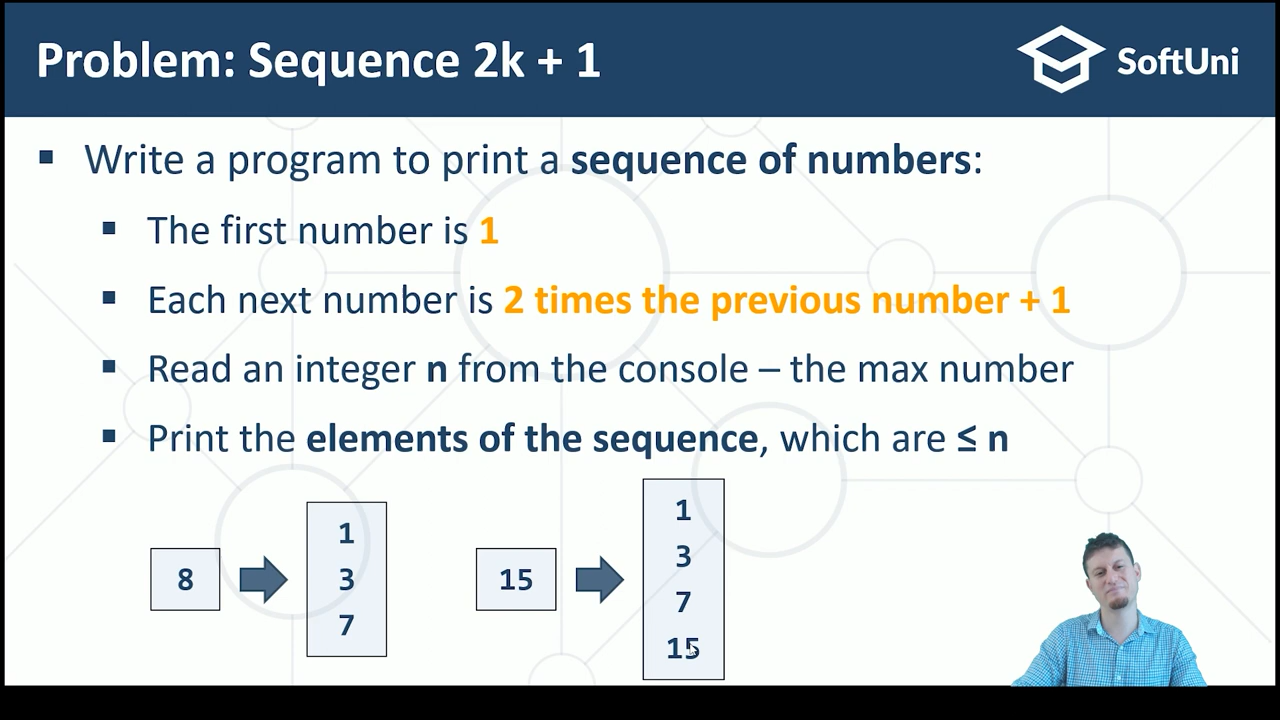 Problem: Sequence 2k + 1
SoftUni
▪ Write a program to print a sequence of numbers:
▪ The first number is 1
▪ Each next number is 2 times the previous number + 1
▪ Read an integer n from the console – the max number
▪ Print the elements of the sequence, which are ≤ n
8
1
3
7
15
1
3
7
15